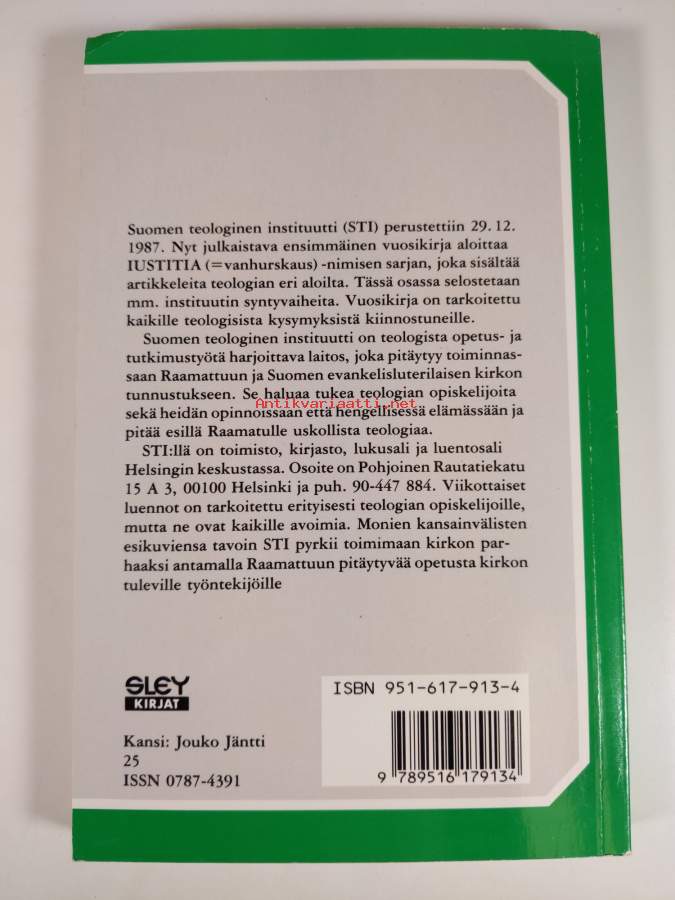 Suomen teologinen instituutti (STI) perustettiin 29. 12.
1987. Nyt julkaistava ensimmäinen vuosikirja aloittaa
IUSTITIA (=vanhurskaus) -nimisen sarjan, joka sisältää
artikkeleita teologian eri aloilta. Tässä osassa selostetaan
mm. instituutin syntyvaiheita. Vuosikirja on tarkoitettu
kaikille teologisista kysymyksistä kiinnostuneille.
Suomen teologinen instituutti on teologista opetus- ja
tutkimustyötä harjoittava laitos, joka pitäytyy toiminnas-
saan Raamattuun ja Suomen evankelisluterilaisen kirkon
tunnustukseen. Se haluaa tukea teologian opiskelijoita
Antikvariaatti.net
sekä heidän opinnoissaan että hengellisessä elämässään ja
pitää esillä Raamatulle uskollista teologiaa.
STI:llä on toimisto, kirjasto, lukusali ja luentosali
Helsingin keskustassa. Osoite on Pohjoinen Rautatiekatu
15 A 3, 00100 Helsinki ja puh. 90-447 884. Viikottaiset
luennot on tarkoitettu erityisesti teologian opiskelijoille,
mutta ne ovat kaikille avoimia. Monien kansainvälisten
esikuviensa tavoin STI pyrkii toimimaan kirkon par-
haaksi antamalla Raamattuun pitäytyvää opetusta kirkon
tuleville työntekijöille
SLEY
KIRJAT
Kansi: Jouko Jäntti
25
ISSN 0787-4391
ISBN 951-617-913-4
9 789516 179134